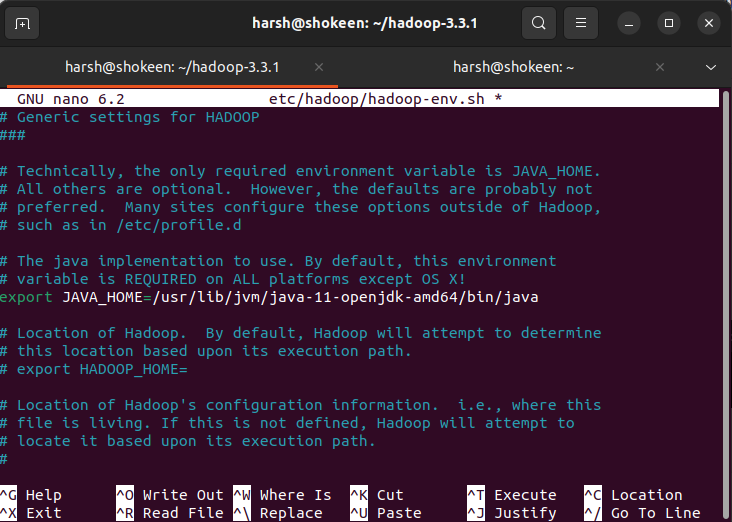 harsh@shokeen: ~/hadoop-3.3.1
harsh@shokeen: ~/hadoop-3.3.1
harsh@shokeen: ~
GNU nano 6.2 etc/hadoop/hadoop-env.sh *
# Generic settings for HADOOP
###
# Technically, the only required environment variable is JAVA_HOME.
# All others are optional.  However, the defaults are probably not
# preferred.  Many sites configure these options outside of Hadoop,
# such as in /etc/profile.d
# The java implementation to use. By default, this environment
# variable is REQUIRED on ALL platforms except OS X!
export JAVA_HOME=/usr/lib/jvm/java-11-openjdk-amd64/bin/java
# Location of Hadoop.  By default, Hadoop will attempt to determine
# this location based upon its execution path.
# export HADOOP_HOME=
# Location of Hadoop's configuration information.  i.e., where this
# file is living. If this is not defined, Hadoop will attempt to
# locate it based upon its execution path.
#
^G Help ^O Write Out ^W Where Is ^K Cut ^T Execute ^C Location
^X Exit ^R Read File ^\ Replace ^U Paste ^J Justify ^/ Go To Line